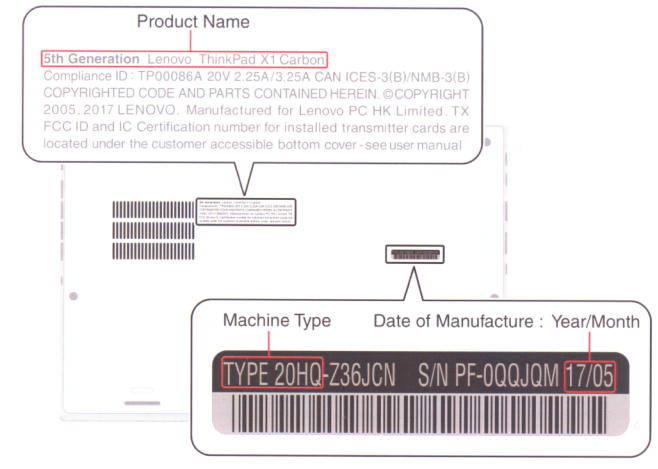 Product Name
5th Generation Lenovo ThinkPad X1 Carbon
Compliance ID : TP00086A 20V 2.25A/3.25A CAN ICES-3(B)/NMB-3(B)
COPYRIGHTED CODE AND PARTS CONTAINED HEREIN. ©COPYRIGHT
2005, 2017 LENOVO. Manufactured for Lenovo PC HK Limited. TX
FCC ID and IC Certification number for installed transmitter cards are
located under the customer accessible bottom cover - see user manual
Machine Type Date of Manufacture : Year/Month
TYPE 20HQ-Z36JCN S/N PF-0QQJQM 17/05